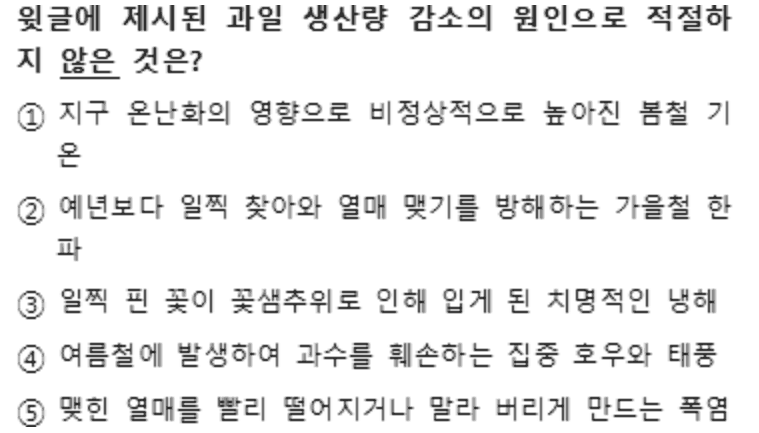 윗글에 제시된 과일 생산량 감소의 원인으로 적절하
지 않은 것은?
① 지구 온난화의 영향으로 비정상적으로 높아진 봄철 기
온
② 예년보다 일찍 찾아와 열매 맺기를 방해하는 가을철 한
파
③ 일찍 핀 꽃이 꽃샘추위로 인해 입게 된 치명적인 냉해
④ 여름철에 발생하여 과수를 훼손하는 집중 호우와 태풍
⑤ 맺힌 열매를 빨리 떨어지거나 말라 버리게 만드는 폭염